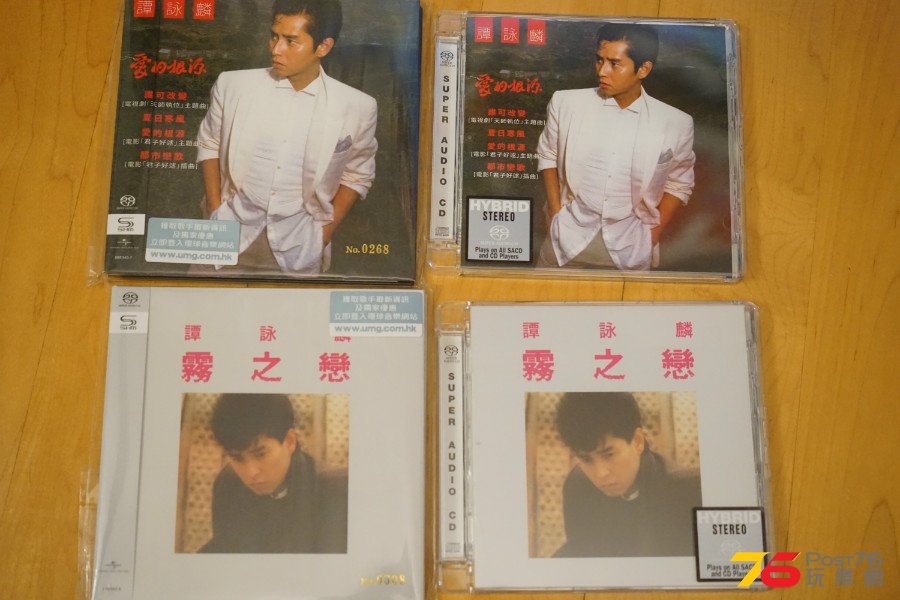 譚詠麟
愛的根源
誰可改變
[電視劇「天師執位」主題曲]
夏日寒風
愛的根源
[電影「君子好逑」主題曲]
都市戀歌
[電影「君子好逑」插曲]
獲取歌手最新資訊
及獨家優惠
立即登入環球音樂網站
www.umg.com.hk
No.0268
SUPER AUDIO CD
譚詠麟
愛的根源
誰可改變
[電視劇「天師執位」主題曲]
夏日寒風
愛的根源
[電影「君子好逑」主題曲]
都市戀歌
[電影「君子好逑」插曲]
HYBRID
STEREO
SUPER AUDIO CD
Plays on All SACD
and CD Players
獲取歌手最新資訊
及獨家優惠
立即登入環球音樂網站
www.umg.com.hk
譚詠麟
霧之戀
SUPER AUDIO CD
譚詠麟
霧之戀
HYBRID
STEREO
Plays on All SACD
and CD Players
76 Post76
玩樂網